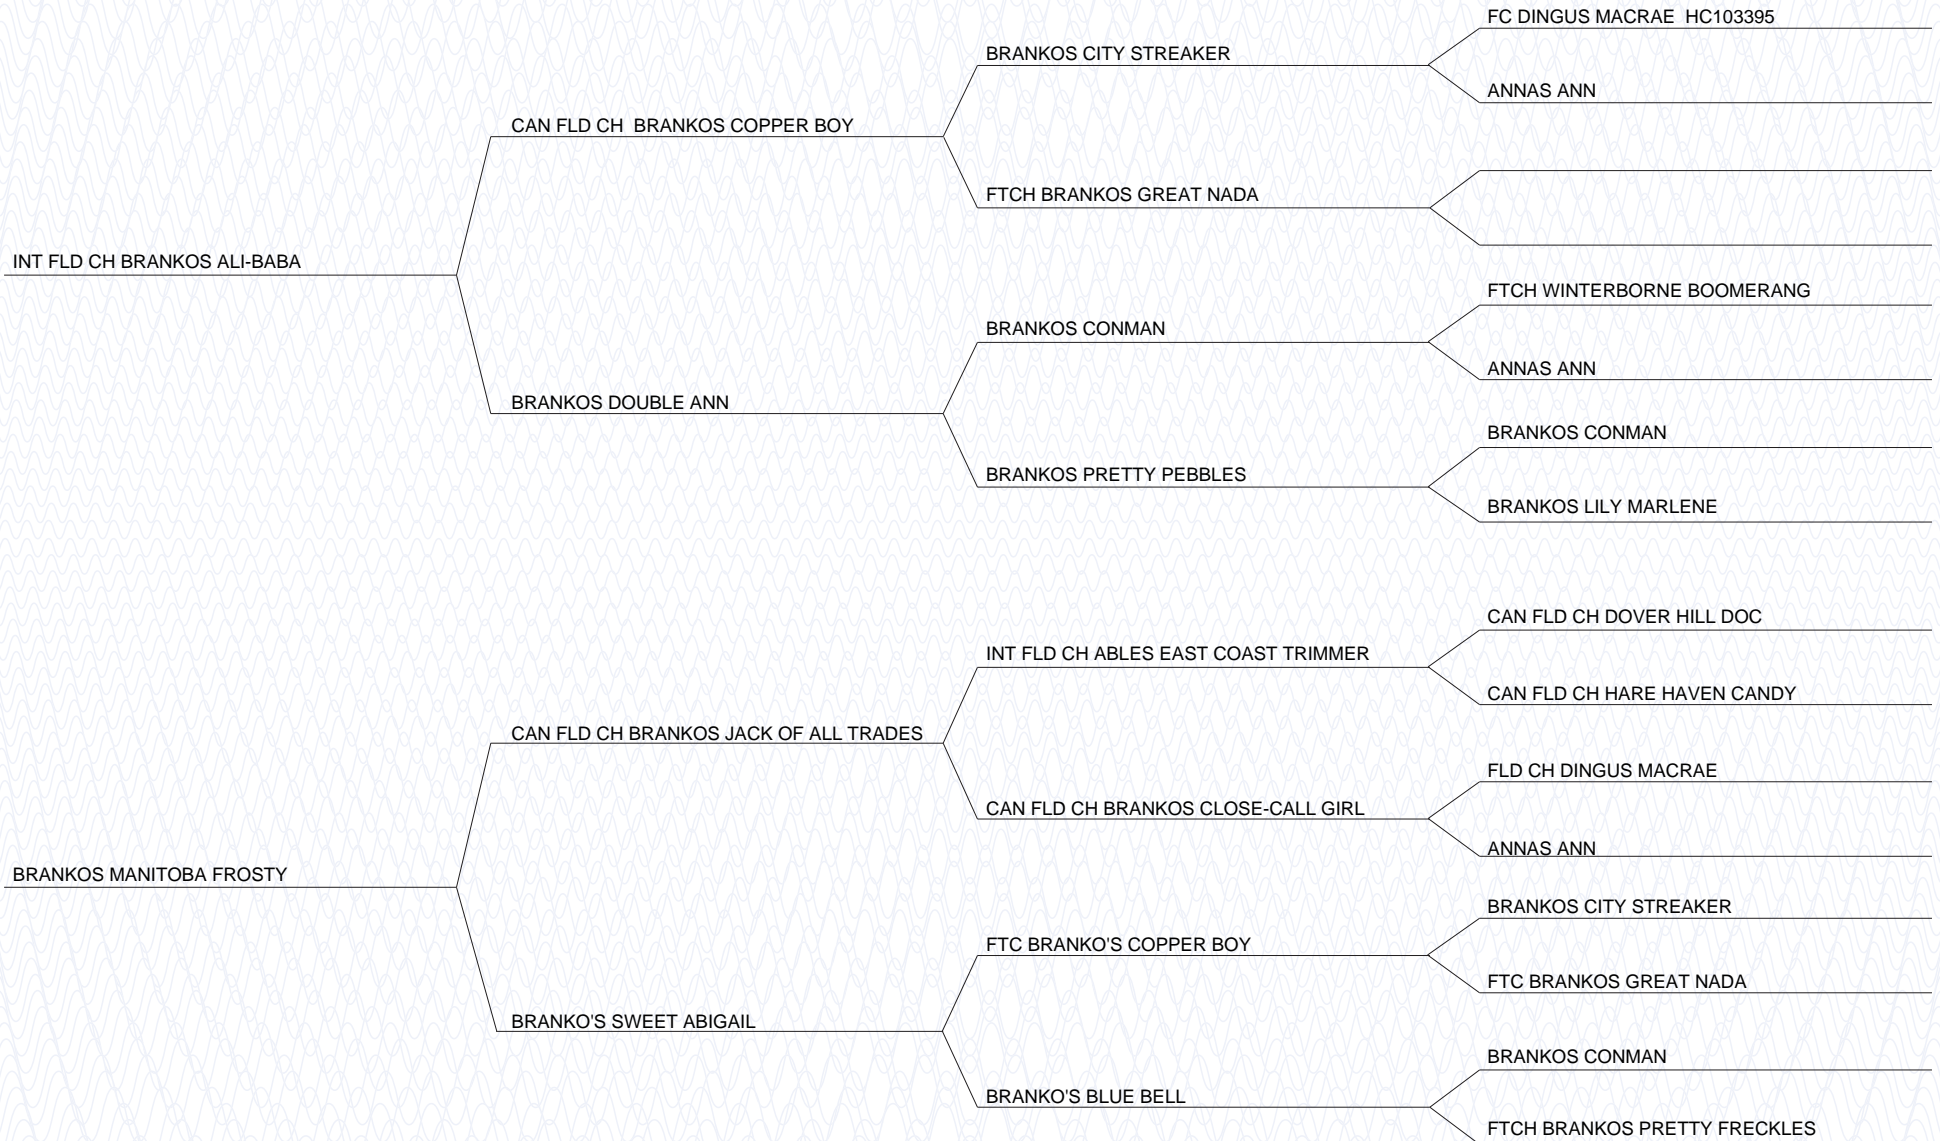 FC DINGUS MACRAE  HC103395
BRANKOS CITY STREAKER
ANNAS ANN
CAN FLD CH  BRANKOS COPPER BOY
FTCH BRANKOS GREAT NADA
INT FLD CH BRANKOS ALI-BABA
FTCH WINTERBORNE BOOMERANG
BRANKOS CONMAN
ANNAS ANN
BRANKOS DOUBLE ANN
BRANKOS CONMAN
BRANKOS PRETTY PEBBLES
BRANKOS LILY MARLENE
CAN FLD CH DOVER HILL DOC
INT FLD CH ABLES EAST COAST TRIMMER
CAN FLD CH HARE HAVEN CANDY
CAN FLD CH BRANKOS JACK OF ALL TRADES
FLD CH DINGUS MACRAE
CAN FLD CH BRANKOS CLOSE-CALL GIRL
ANNAS ANN
BRANKOS MANITOBA FROSTY
BRANKOS CITY STREAKER
FTC BRANKO'S COPPER BOY
FTC BRANKOS GREAT NADA
BRANKO'S SWEET ABIGAIL
BRANKOS CONMAN
BRANKO'S BLUE BELL
FTCH BRANKOS PRETTY FRECKLES